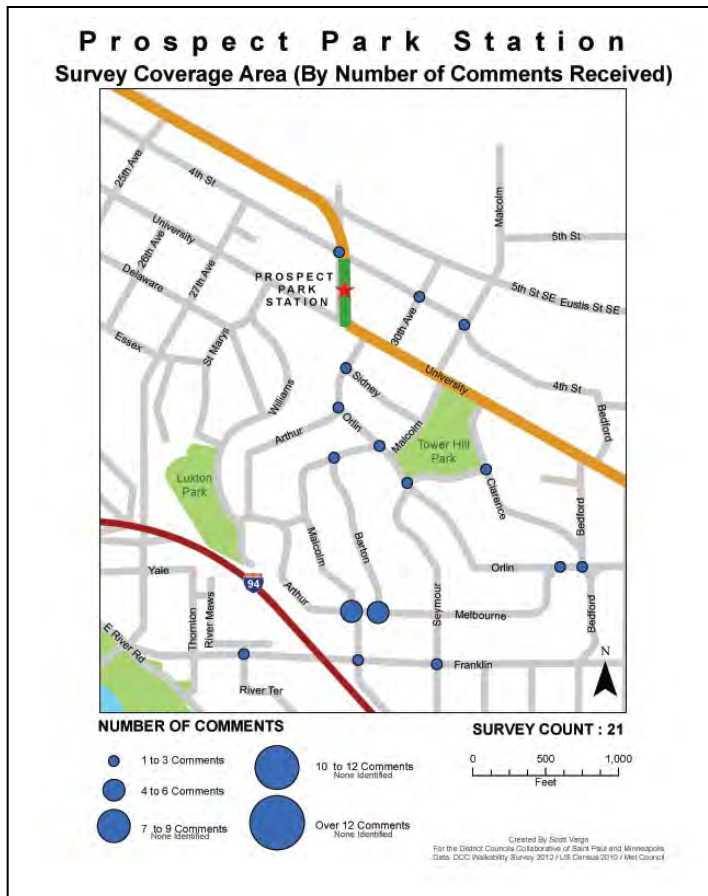 Prospect Park Station
Survey Coverage Area (By Number of Comments Received)
25th Ave
4th St
Malcolm
University
26th Ave
5th St
Delaware
27th Ave
PROSPECT
PARK
STATION
5th St SE
Eustis St SE
30th Ave
Essex
St Marys
Sidney
University
4th St
Williams
Bedford
Arthur
Orlin
Malcolm
Tower Hill
Park
Luxton
Park
Clarence
Bedford
Malcolm
Barton
Yale
94
Orlin
Arthur
Seymour
Melbourne
Thornton
River Mews
Bedford
E River Rd
Franklin
N
River Ter
NUMBER OF COMMENTS
SURVEY COUNT : 21
1 to 3 Comments
4 to 6 Comments
7 to 9 Comments
None Identified
10 to 12 Comments
None Identified
Over 12 Comments
None Identified
0 500 1,000
Feet
Created By Scott Vargo
For the District Councils Collaborative of Saint Paul and Minneapolis
Data: DCC Walkability Survey 2012 / US Census 2010 / Met Council